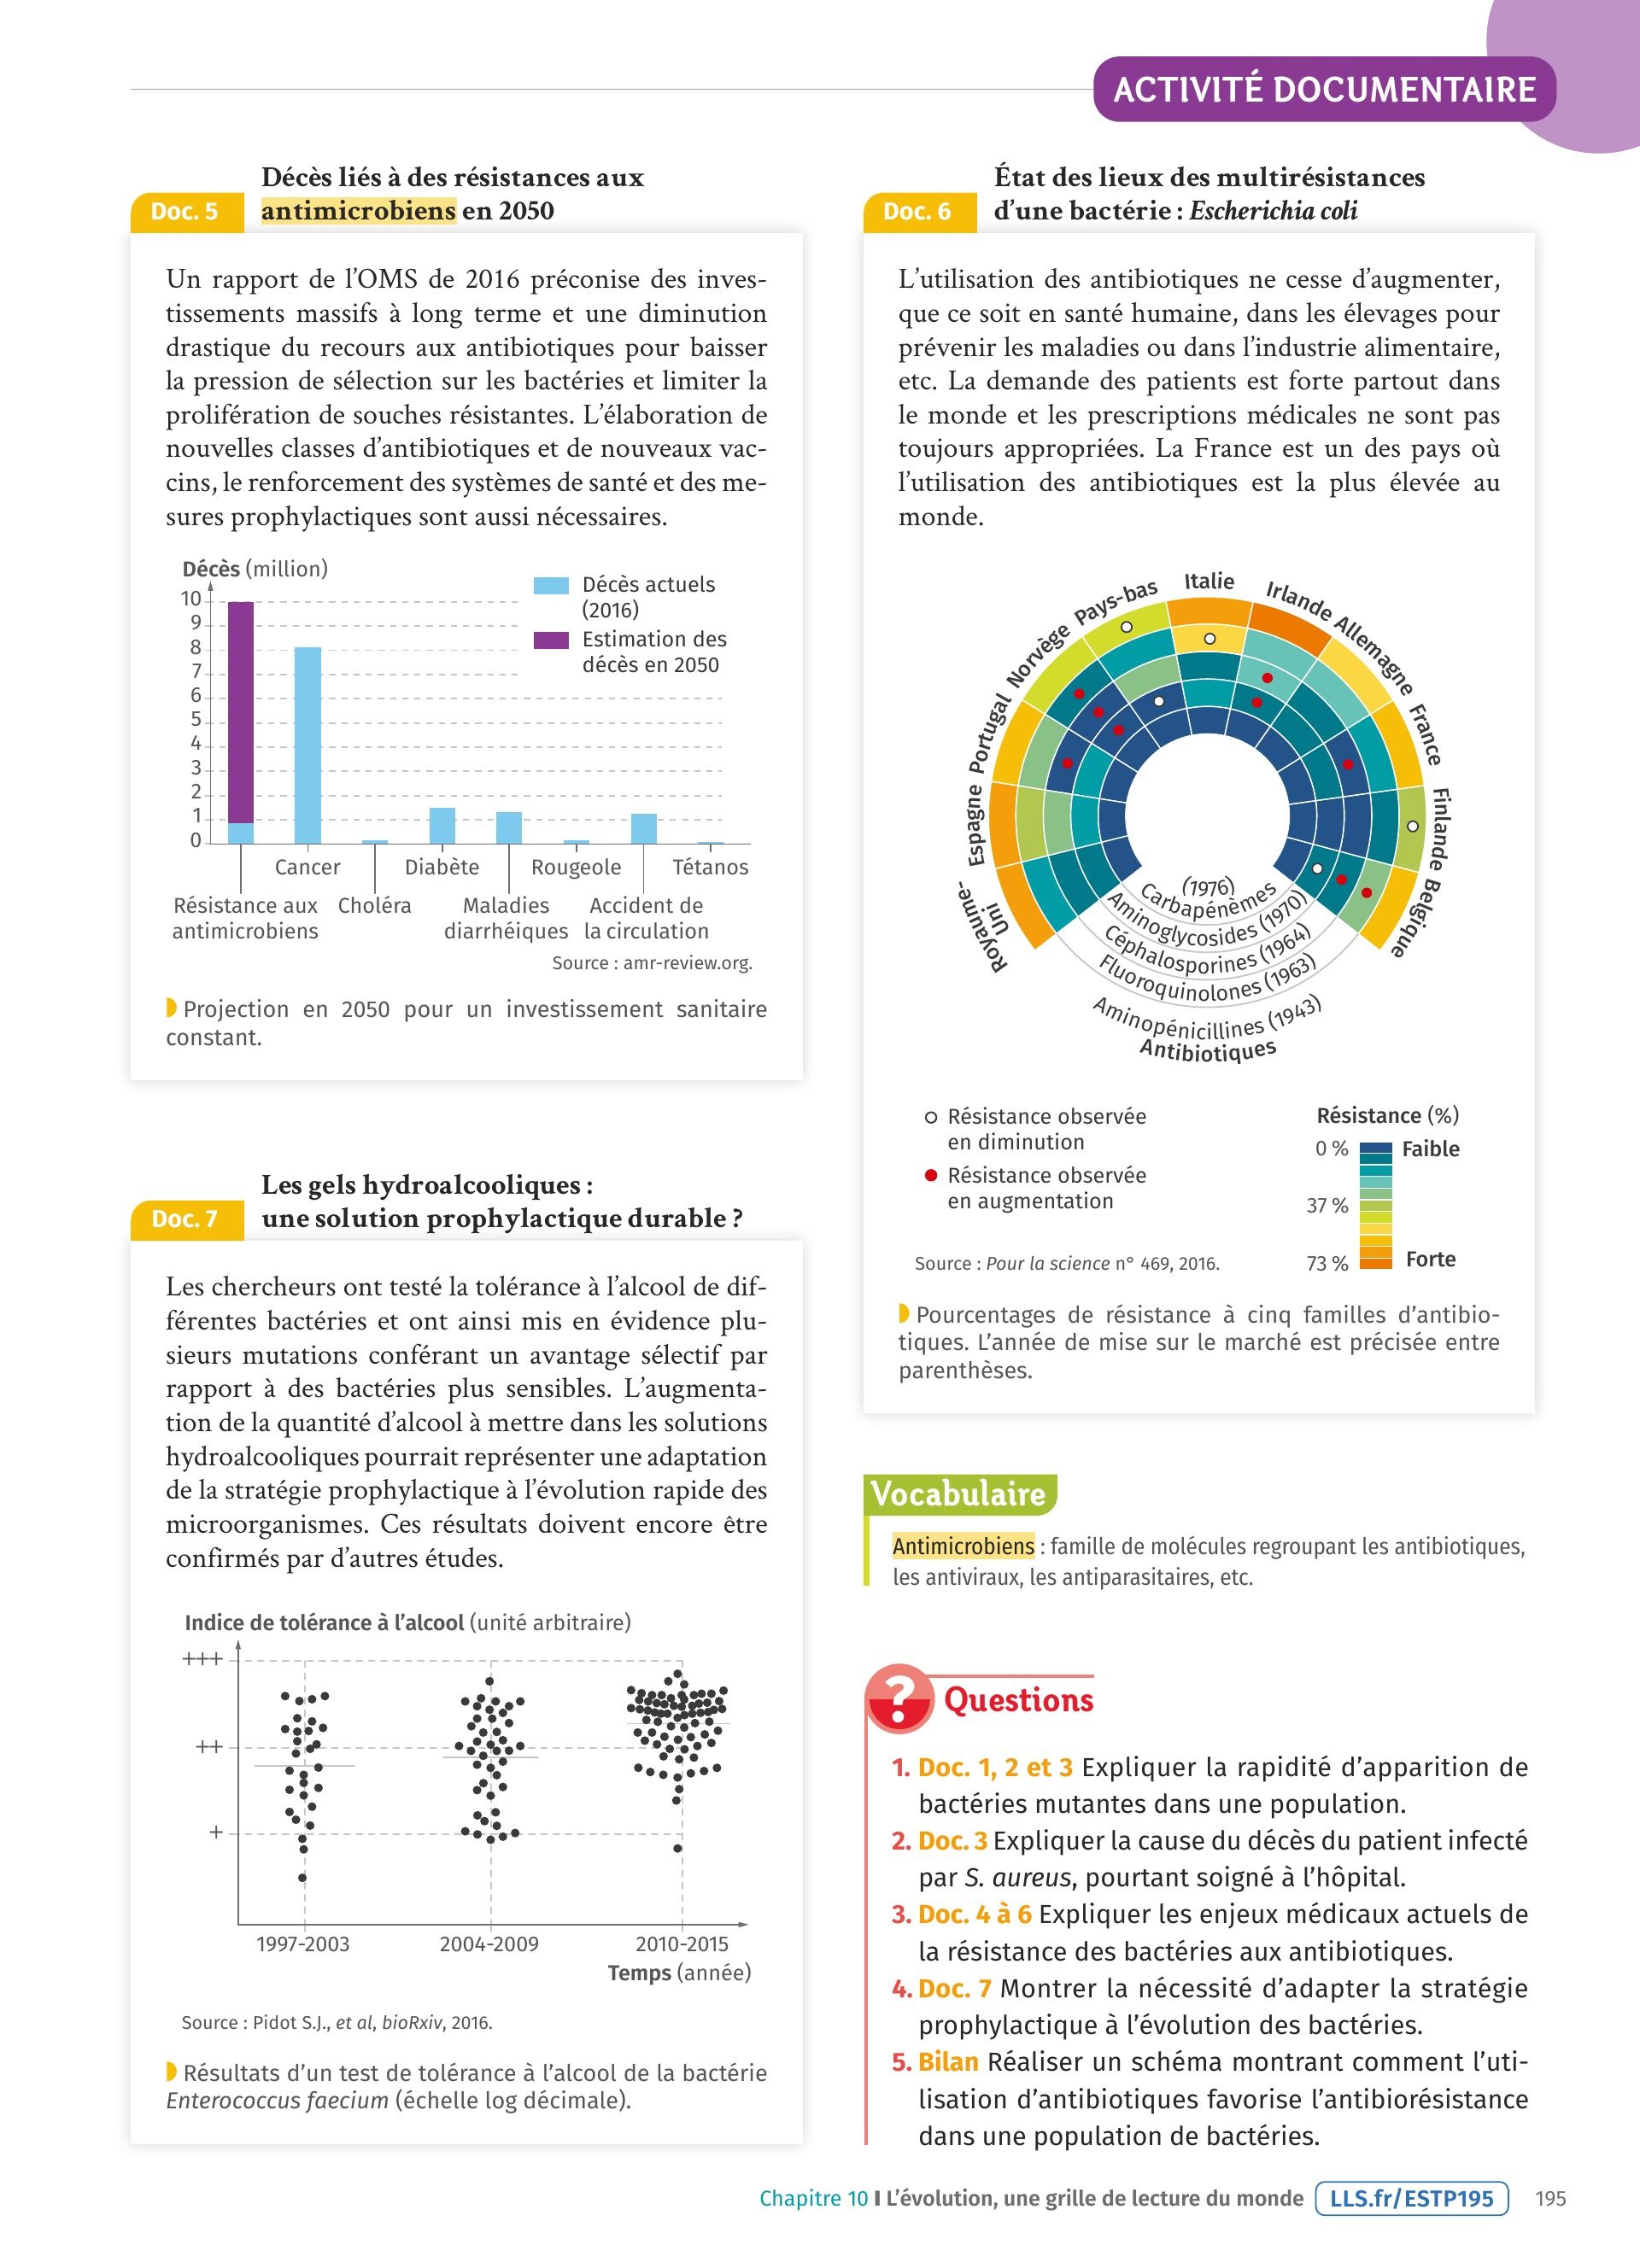 ACTIVITÉ DOCUMENTAIRE
Doc. 5
Décès liés à des résistances aux
antimicrobiens en 2050
Un rapport de l'OMS de 2016 préconise des inves-
tissements massifs à long terme et une diminution
drastique du recours aux antibiotiques pour baisser
la pression de sélection sur les bactéries et limiter la
prolifération de souches résistantes. L'élaboration de
nouvelles classes d'antibiotiques et de nouveaux vac-
cins, le renforcement des systèmes de santé et des me-
sures prophylactiques sont aussi nécessaires.
Décès (million)
10
9
8
7
6
5
4
3
2
1
0
Décès actuels
(2016)
Estimation des
décès en 2050
Cancer
Diabète
Rougeole
Tétanos
Résistance aux
antimicrobiens
Choléra
Maladies
diarrhéiques
Accident de
la circulation
Source : amr-review.org.
Projection en 2050 pour un investissement sanitaire
constant.
Doc. 7
Les gels hydroalcooliques :
une solution prophylactique durable ?
Les chercheurs ont testé la tolérance à l'alcool de dif-
férentes bactéries et ont ainsi mis en évidence plu-
sieurs mutations conférant un avantage sélectif par
rapport à des bactéries plus sensibles. L'augmenta-
tion de la quantité d'alcool à mettre dans les solutions
hydroalcooliques pourrait représenter une adaptation
de la stratégie prophylactique à l'évolution rapide des
microorganismes. Ces résultats doivent encore être
confirmés par d'autres études.
Indice de tolérance à l'alcool (unité arbitraire)
+++
++
+
1997-2003
2004-2009
2010-2015
Temps (année)
Source : Pidot S.J., et al, bioRxiv, 2016.
Résultats d'un test de tolérance à l'alcool de la bactérie
Enterococcus faecium (échelle log décimale).
Doc. 6
État des lieux des multirésistances
d'une bactérie : Escherichia coli
L'utilisation des antibiotiques ne cesse d'augmenter,
que ce soit en santé humaine, dans les élevages pour
prévenir les maladies ou dans l'industrie alimentaire,
etc. La demande des patients est forte partout dans
le monde et les prescriptions médicales ne sont pas
toujours appropriées. La France est un des pays où
l'utilisation des antibiotiques est la plus élevée au
monde.
Royaume-
Uni
Espagne
Portugal
Norvège
Pays-bas
Italie
Irlande
Allemagne
France
Finlande
Belgique
(1976)
Carbapénèmes
Aminoglycosides (1970)
Céphalosporines (1964)
Fluoroquinolones (1963)
Aminopénicillines (1943)
Antibiotiques
Résistance observée
en diminution
Résistance observée
en augmentation
Résistance (%)
0 %
Faible
37 %
73 %
Forte
Source : Pour la science n° 469, 2016.
Pourcentages de résistance à cinq familles d'antibio-
tiques. L'année de mise sur le marché est précisée entre
parenthèses.
Vocabulaire
Antimicrobiens : famille de molécules regroupant les antibiotiques,
les antiviraux, les antiparasitaires, etc.
?
Questions
1. Doc. 1, 2 et 3 Expliquer la rapidité d'apparition de
bactéries mutantes dans une population.
2. Doc. 3 Expliquer la cause du décès du patient infecté
par S. aureus, pourtant soigné à l'hôpital.
3. Doc. 4 à 6 Expliquer les enjeux médicaux actuels de
la résistance des bactéries aux antibiotiques.
4. Doc. 7 Montrer la nécessité d'adapter la stratégie
prophylactique à l'évolution des bactéries.
5. Bilan Réaliser un schéma montrant comment l'uti-
lisation d'antibiotiques favorise l'antibiorésistance
dans une population de bactéries.
Chapitre 10 I L'évolution, une grille de lecture du monde LLS.fr/ESTP195 195